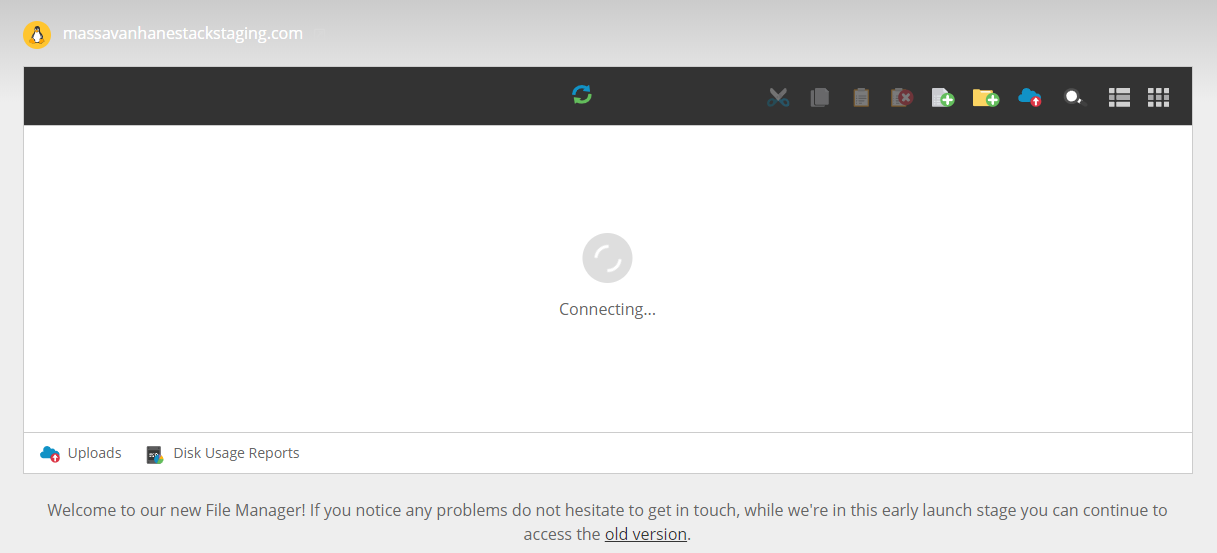 massavanhanestackstaging.com
Connecting...
Uploads
Disk Usage Reports
Welcome to our new File Manager! If you notice any problems do not hesitate to get in touch, while we're in this early launch stage you can continue to
access the old version.